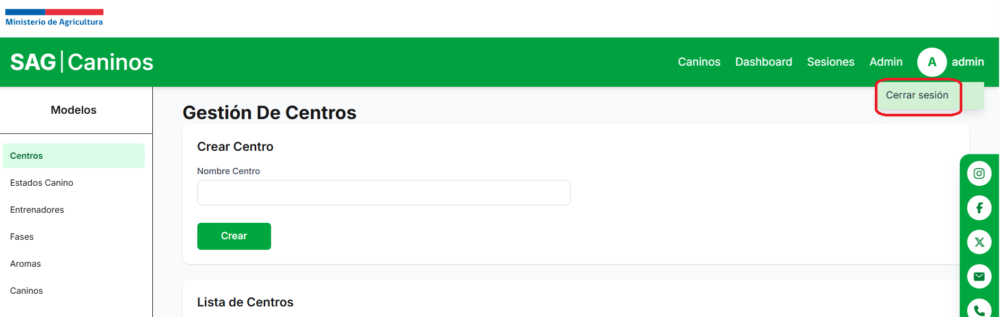 Ministerio de Agricultura
SAG|Caninos
Caninos Dashboard Sesiones Admin A admin
Cerrar sesión
Modelos
Centros
Estados Canino
Entrenadores
Fases
Aromas
Caninos
Gestión De Centros
Crear Centro
Nombre Centro
Crear
Lista de Centros